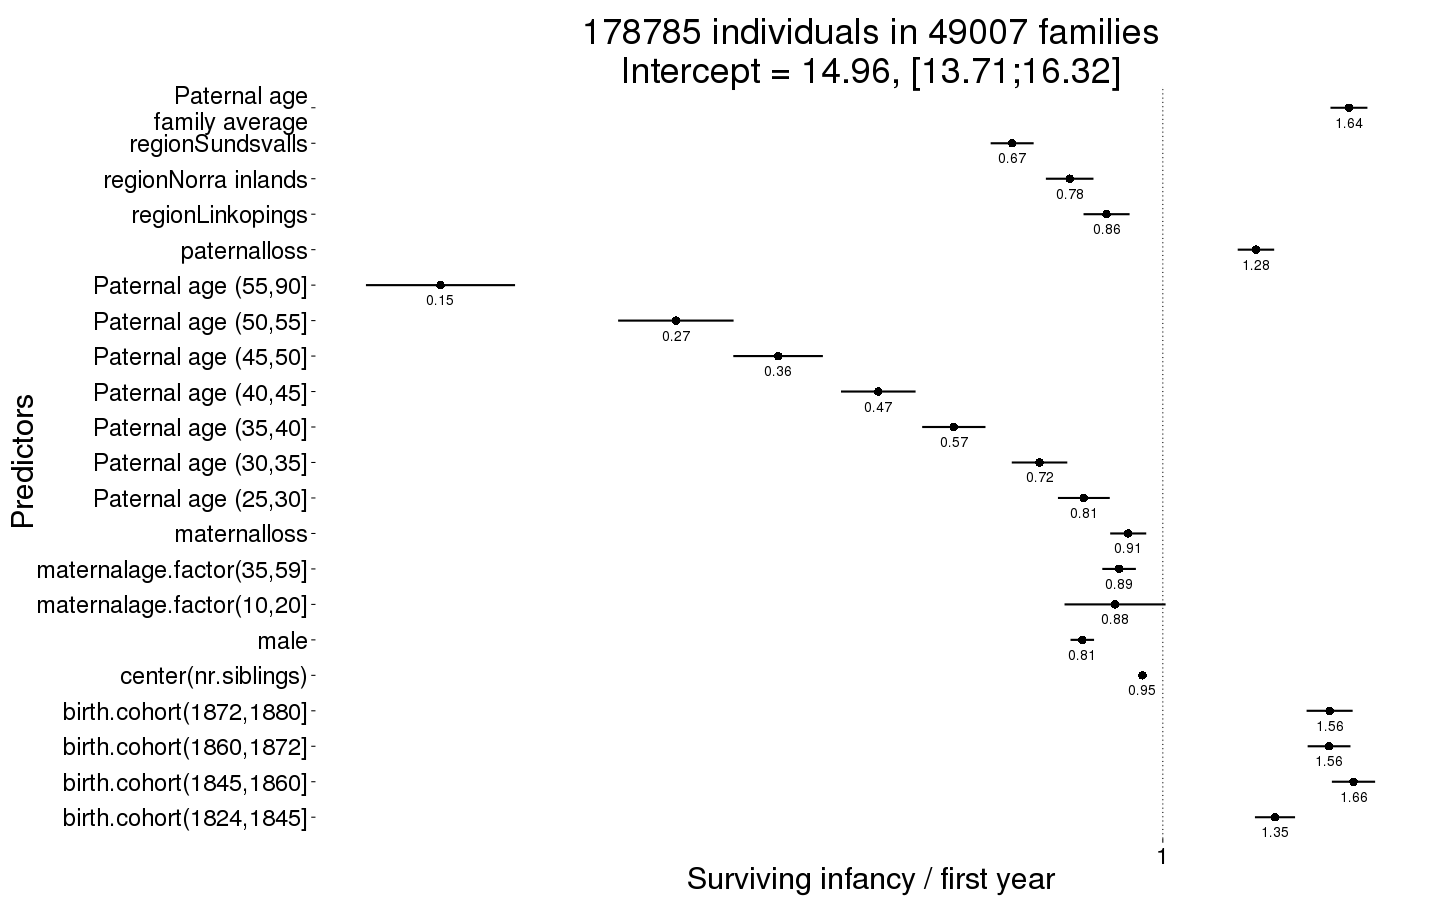 178785 individuals in 49007 families
Intercept = 14.96, [13.71;16.32]
Paternal age
family average
1.64
regionSundsvalls
0.67
regionNorra inlands
0.78
regionLinkopings
0.86
paternalloss
1.28
Paternal age (55,90]
0.15
Paternal age (50,55]
0.27
Paternal age (45,50]
0.36
Paternal age (40,45]
0.47
Paternal age (35,40]
0.57
Paternal age (30,35]
0.72
Paternal age (25,30]
0.81
maternalloss
0.91
maternalage.factor(35,59]
0.89
maternalage.factor(10,20]
0.88
male
0.81
center(nr.siblings)
0.95
birth.cohort(1872,1880]
1.56
birth.cohort(1860,1872]
1.56
birth.cohort(1845,1860]
1.66
birth.cohort(1824,1845]
1.35
Predictors
1
Surviving infancy / first year